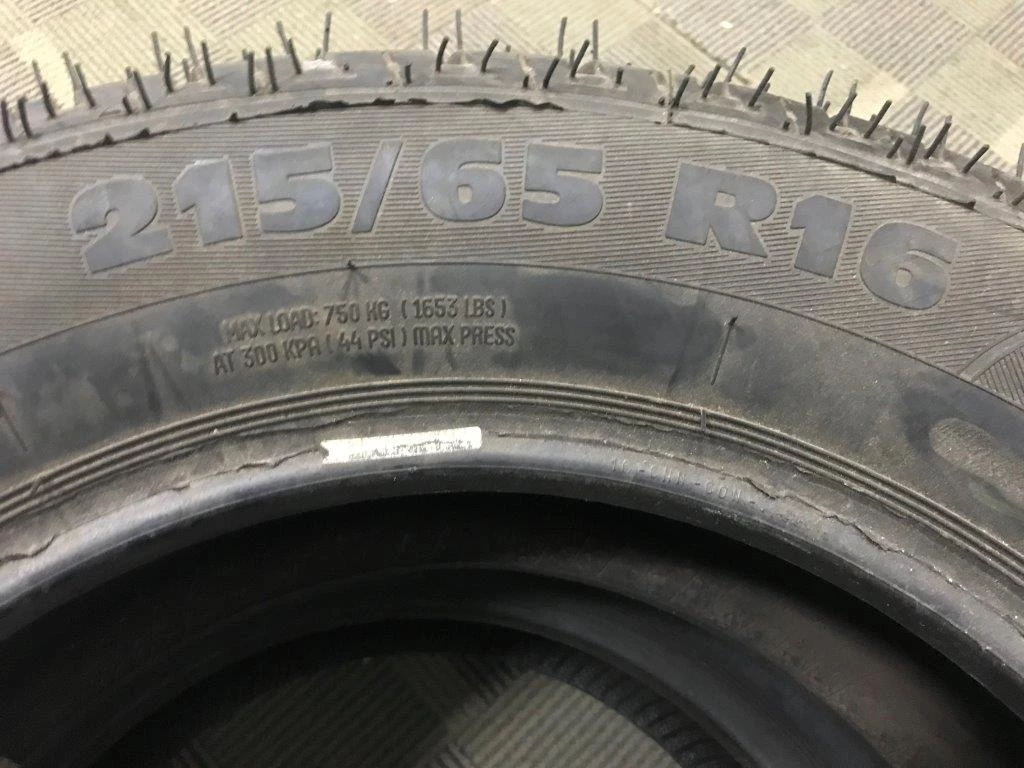 215/65 R16
MAX LOAD: 750 KG ( 1653 LBS )
AT 300 KPA ( 44 PSI ) MAX PRESS